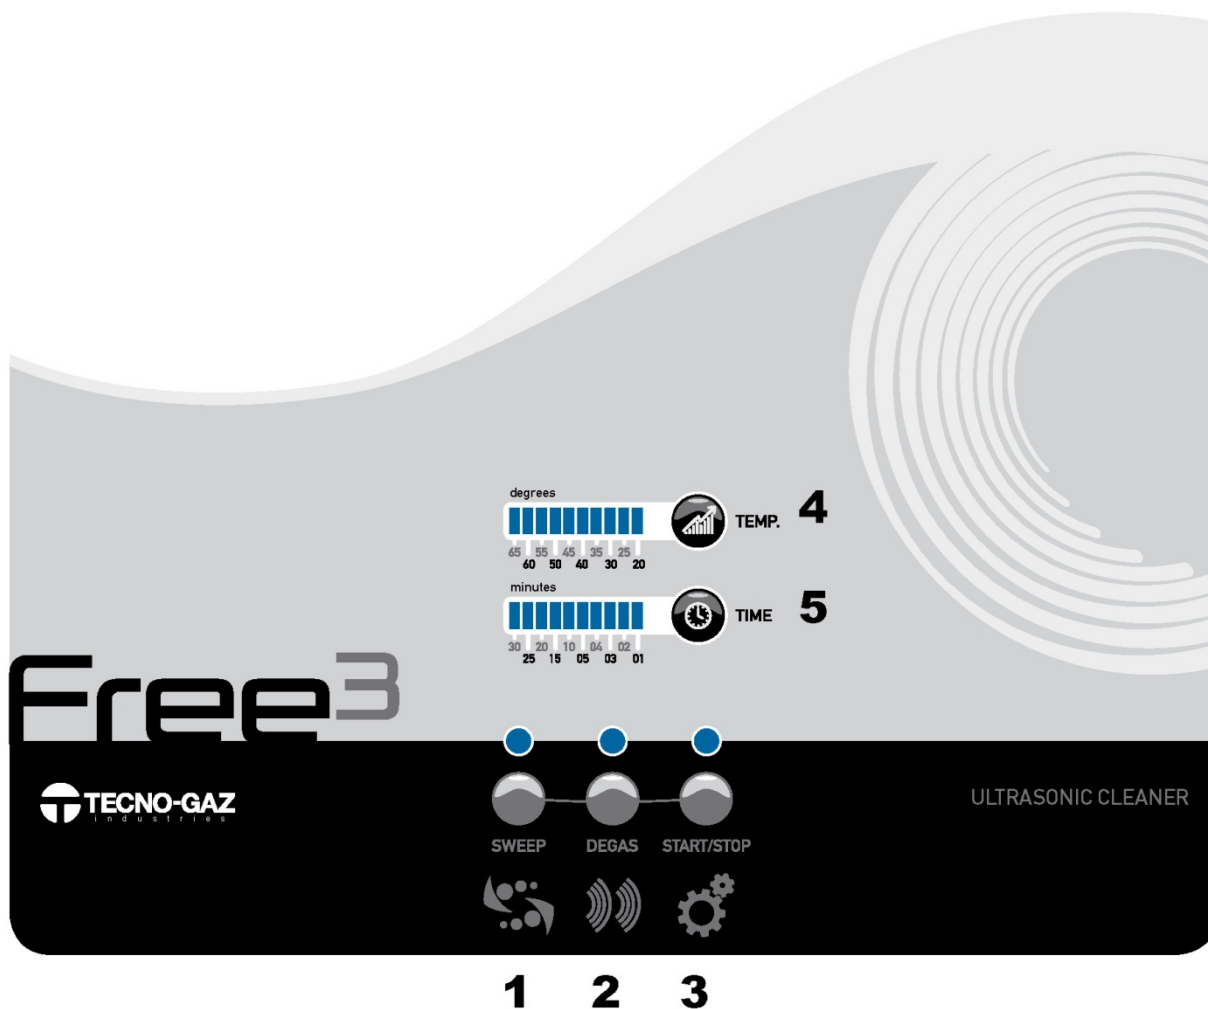 degrees
TEMP. 4
65 55 45 35 25
60 50 40 30 20
minutes
TIME 5
30 20 10 04 02
25 15 05 03 01
Free³
TECNO-GAZ
industries
ULTRASONIC CLEANER
SWEEP DEGAS START/STOP
1 2 3